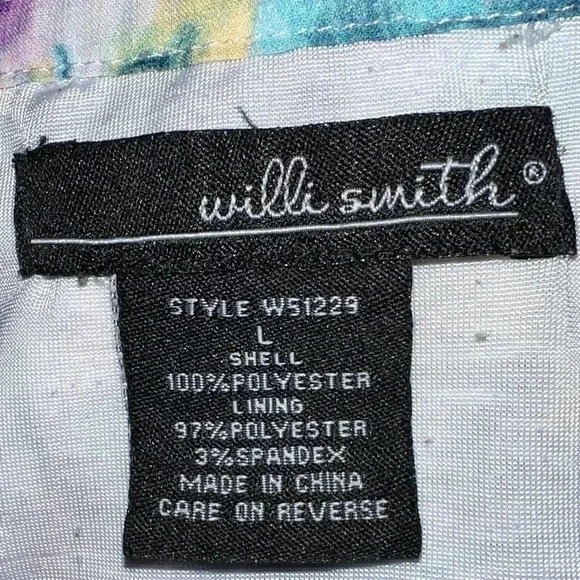 willi smith®
STYLE W51229
L
SHELL
100%POLYESTER
LINING
97%POLYESTER
3%SPANDEX
MADE IN CHINA
CARE ON REVERSE